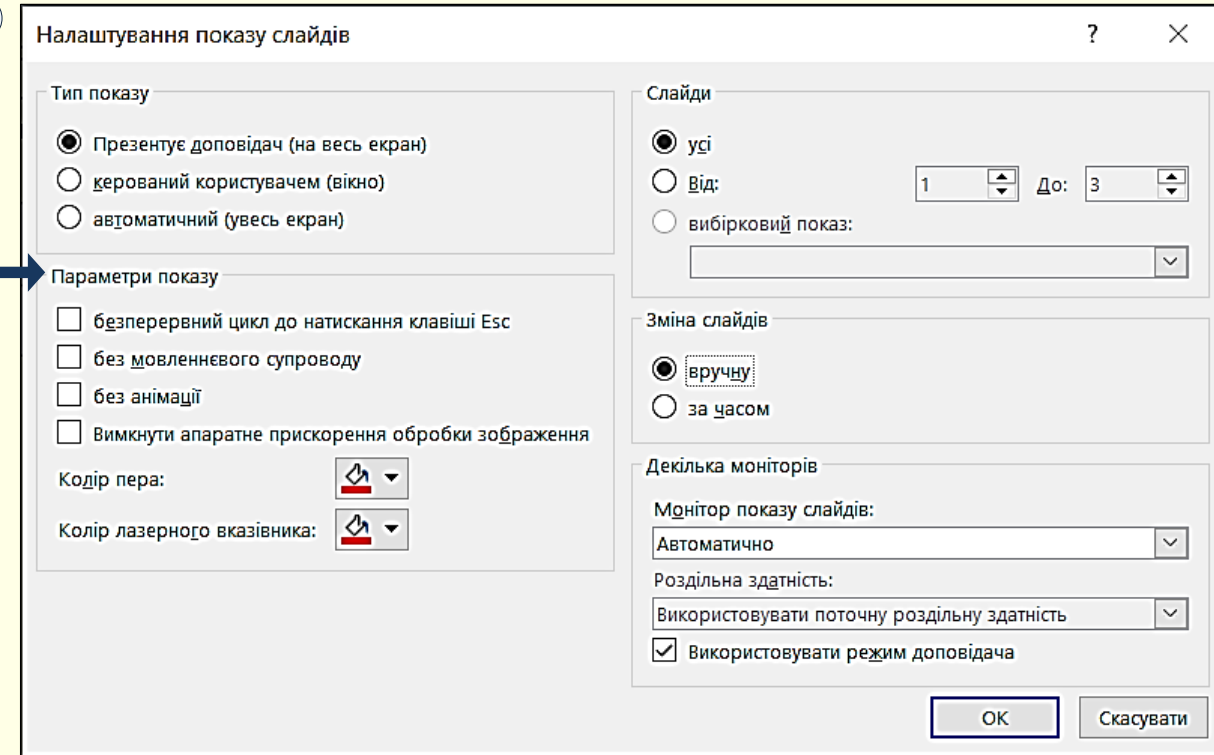 )
Налаштування показу слайдів
?
Тип показу
Презентує доповідач (на весь екран)
керований користувачем (вікно)
автоматичний (увесь екран)
Параметри показу
безперервний цикл до натискання клавіші Esc
без мовленнєвого супроводу
без анімації
Вимкнути апаратне прискорення обробки зображення
Колір пера:
Колір лазерного вказівника:
Слайди
усі
Від: 1 До: 3
вибірковий показ:
Зміна слайдів
вручну
за часом
Декілька моніторів
Монітор показу слайдів:
Автоматично
Роздільна здатність:
Використовувати поточну роздільну здатність
Використовувати режим доповідача
ОК Скасувати